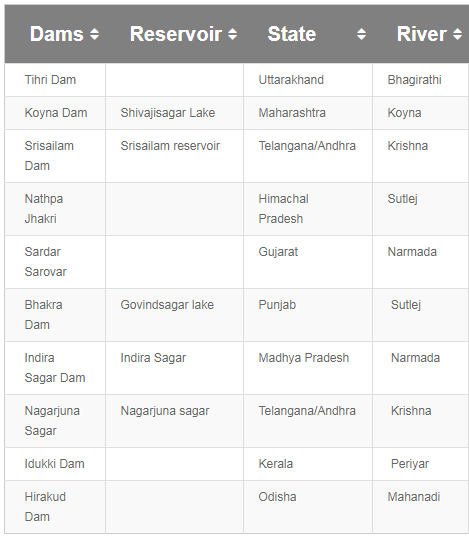 Dams Reservoir State River
Tihri Dam Uttarakhand Bhagirathi
Koyna Dam Shivajisagar Lake Maharashtra Koyna
Srisailam Srisailam reservoir Telangana/Andhra Krishna
Dam
Nathpa Himachal Sutlej
Jhakri Pradesh
Sardar Gujarat Narmada
Sarovar
Bhakra Govindsagar lake Punjab Sutlej
Dam
Indira Indira Sagar Madhya Pradesh Narmada
Sagar Dam
Nagarjuna Nagarjuna sagar Telangana/Andhra Krishna
Sagar
Idukki Dam Kerala Periyar
Hirakud Odisha Mahanadi
Dam